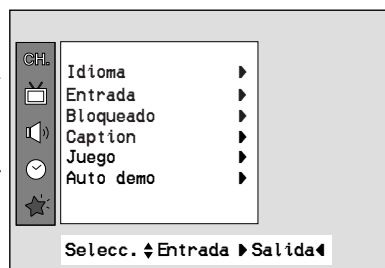 CH.
Idioma
Entrada
Bloqueado
Caption
Juego
Auto demo
Selecc. Entrada Salida